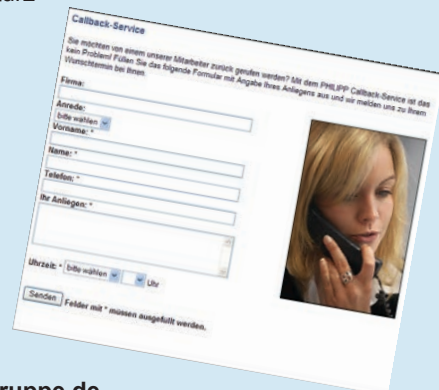 Callback-Service
Sie möchten von einem unserer Mitarbeiter zurück gerufen werden? Mit dem PHILIPP Callback-Service ist das
kein Problem! Füllen Sie das folgende Formular mit Angabe Ihres Anliegens aus und wir melden uns zu Ihrem
Wunschtermin bei Ihnen.
Firma:
Anrede:
bitte wählen
Vorname: *
Name: *
Telefon: *
Ihr Anliegen: *
Uhrzeit: * bitte wählen Uhr
Senden Felder mit * müssen ausgefüllt werden.
ruppe.de